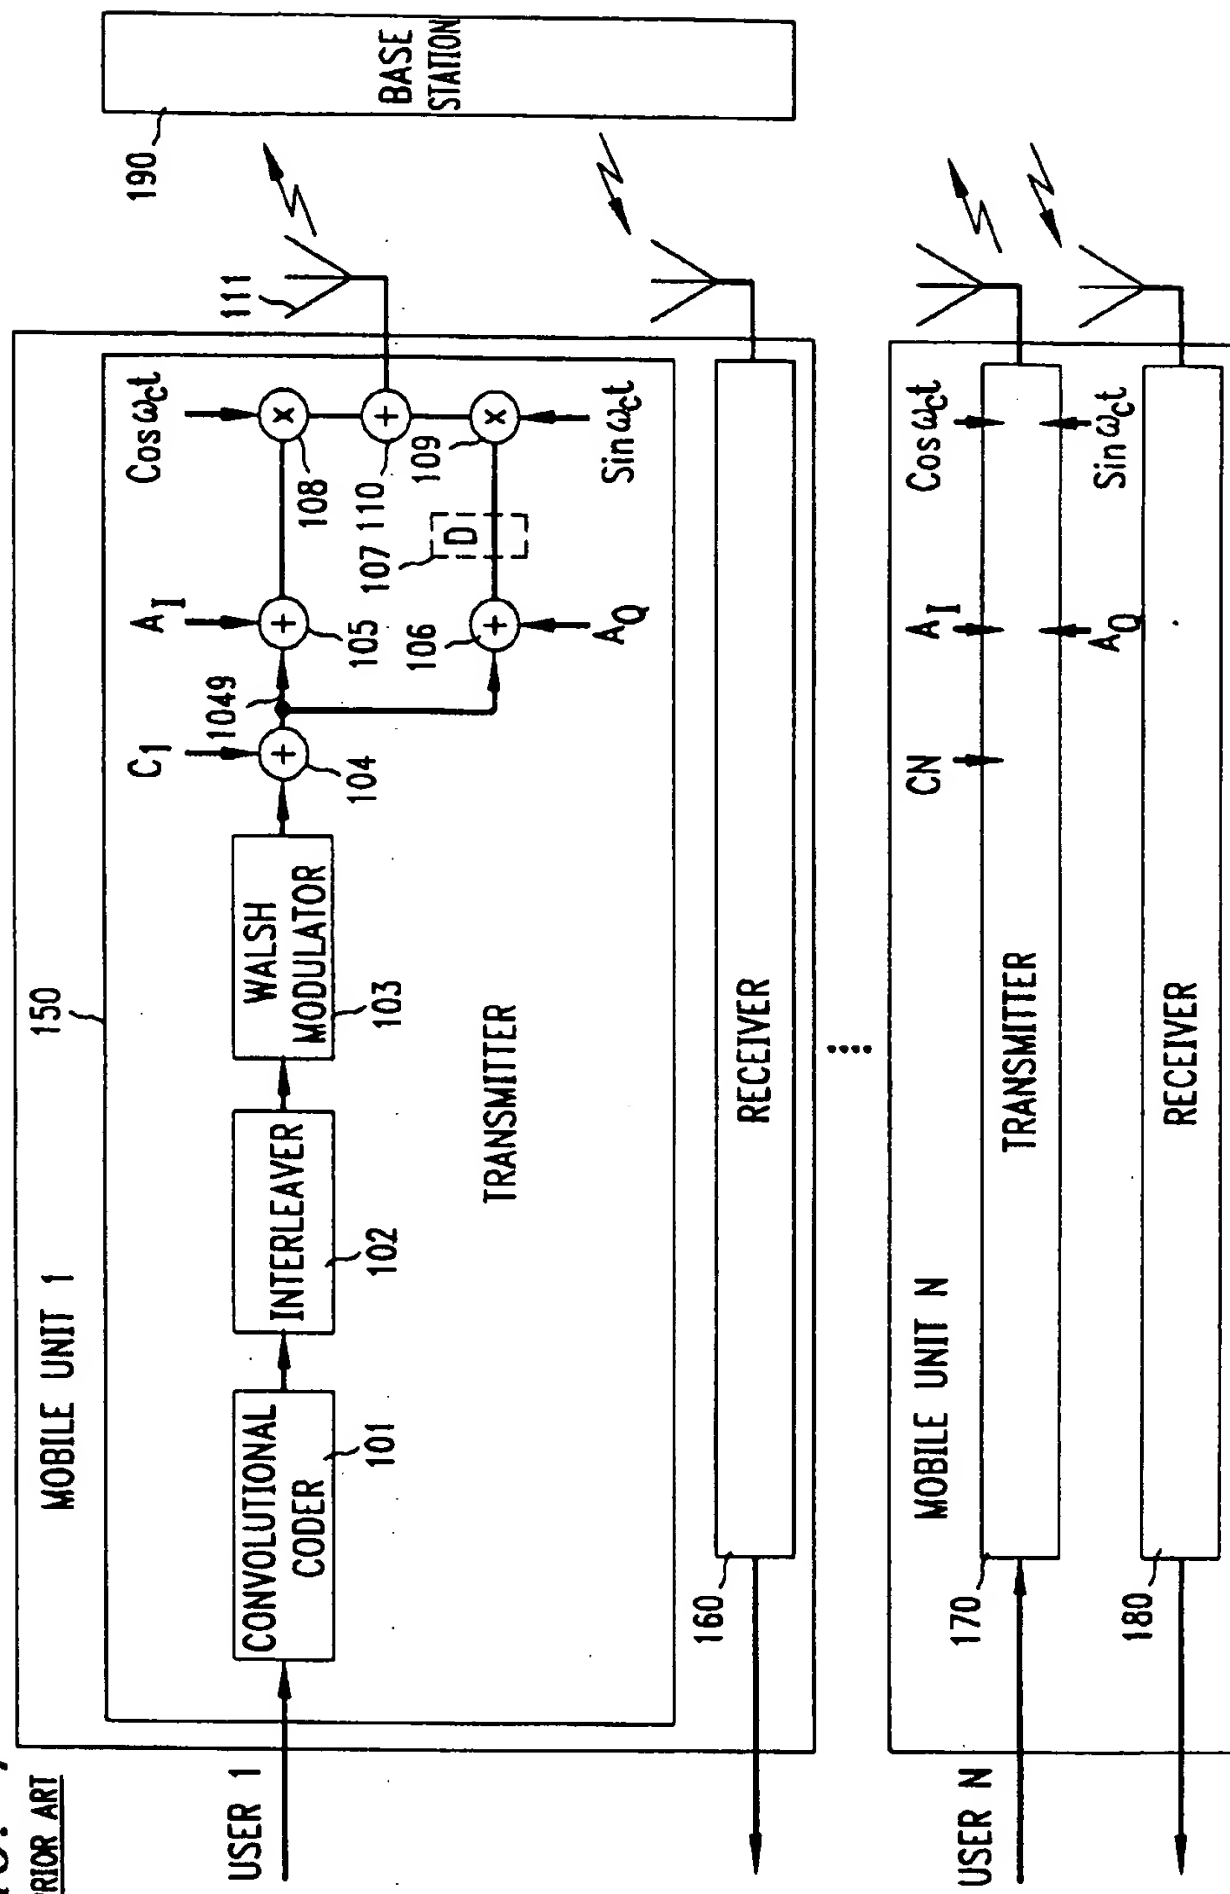 PRIOR ART
MOBILE UNIT 1
150
USER 1
CONVOLUTIONAL
CODER
101
INTERLEAVER
102
WALSH
MODULATOR
103
C1
104
1049
AI
105
106
AQ
107
D
Cos ωct
108
110
109
Sin ωct
111
TRANSMITTER
160
RECEIVER
190
BASE
STATION
MOBILE UNIT N
USER N
170
TRANSMITTER
CN
AI
AQ
Cos ωct
Sin ωct
180
RECEIVER